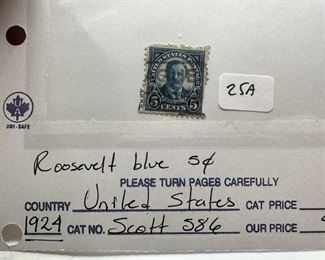 UNITED STATES POSTAGE
5 CENTS 5
25A
UNI-SAFE
Roosevelt blue 5¢
PLEASE TURN PAGES CAREFULLY
COUNTRY United States CAT PRICE
1924 CAT NO. Scott 586 OUR PRICE